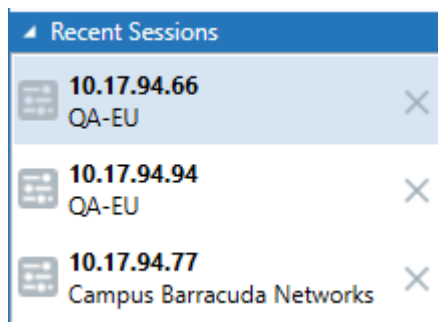 Recent Sessions
10.17.94.66
QA-EU
10.17.94.94
QA-EU
10.17.94.77
Campus Barracuda Networks